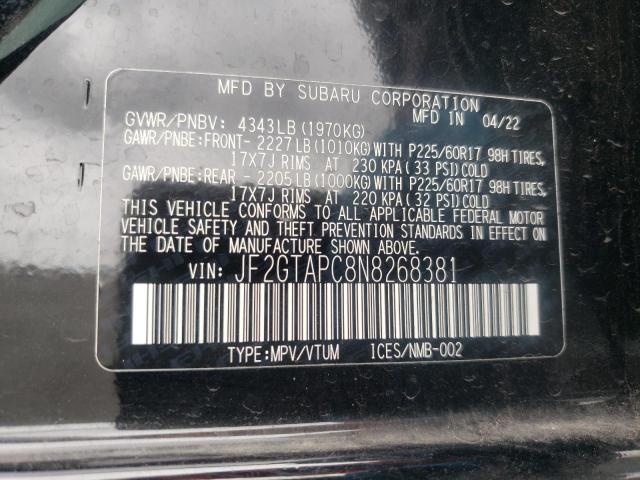 MFD BY SUBARU CORPORATION
GVWR/PNBV: 4343LB(1970KG) MFD IN 04/22
GAWR/PNBE:FRONT- 2227LB(1010KG)WITH P225/60R17 98H TIRES,
17X7J RIMS AT 230 KPA(33 PSI)COLD
GAWR/PNBE:REAR - 2205LB(1000KG)WITH P225/60R17 98H TIRES,
17X7J RIMS AT 220 KPA(32 PSI)COLD
THIS VEHICLE CONFORMS TO ALL APPLICABLE FEDERAL MOTOR
VEHICLE SAFETY AND THEFT PREVENTION STANDARDS IN EFFECT ON
THE DATE OF MANUFACTURE SHOWN ABOVE.
VIN: JF2GTAPC8N8268381
TYPE:MPV/VTUM ICES/NMB-002